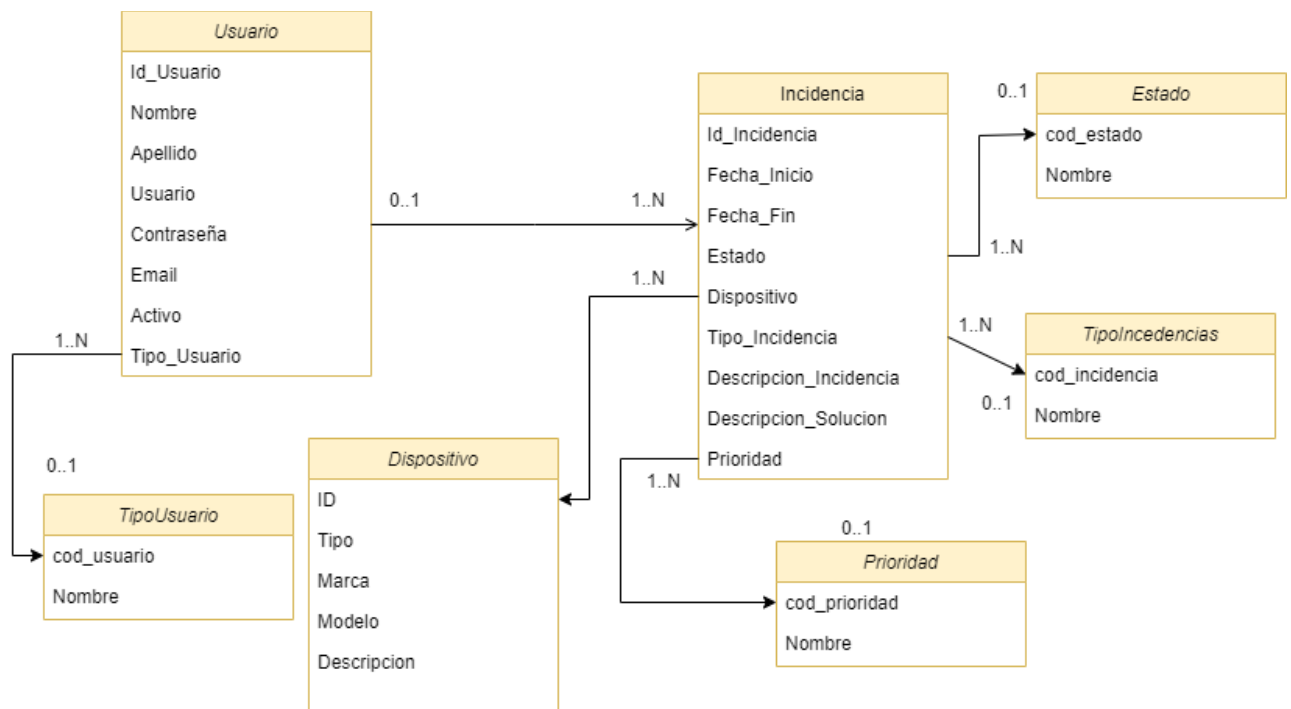 Usuario
Id_Usuario
Nombre
Apellido
Usuario
Contraseña
Email
Activo
Tipo_Usuario
0..1
1..N
Incidencia
Id_Incidencia
Fecha_Inicio
Fecha_Fin
Estado
Dispositivo
Tipo_Incidencia
Descripcion_Incidencia
Descripcion_Solucion
Prioridad
0..1
Estado
cod_estado
Nombre
1..N
1..N
1..N
TipoIncedencias
cod_incidencia
Nombre
0..1
1..N
0..1
TipoUsuario
cod_usuario
Nombre
Dispositivo
ID
Tipo
Marca
Modelo
Descripcion
1..N
0..1
Prioridad
cod_prioridad
Nombre